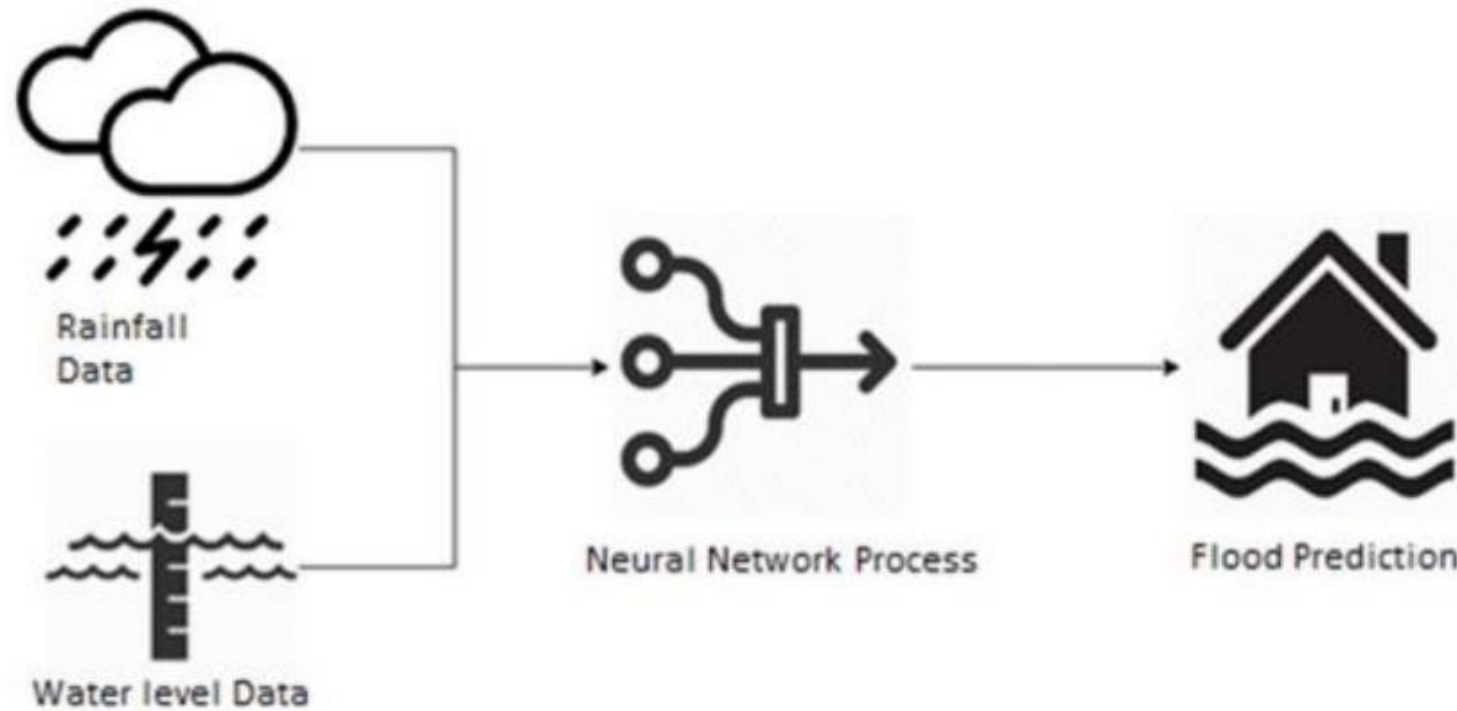 Rainfall
Data
Neural Network Process
Flood Prediction
Water level Data